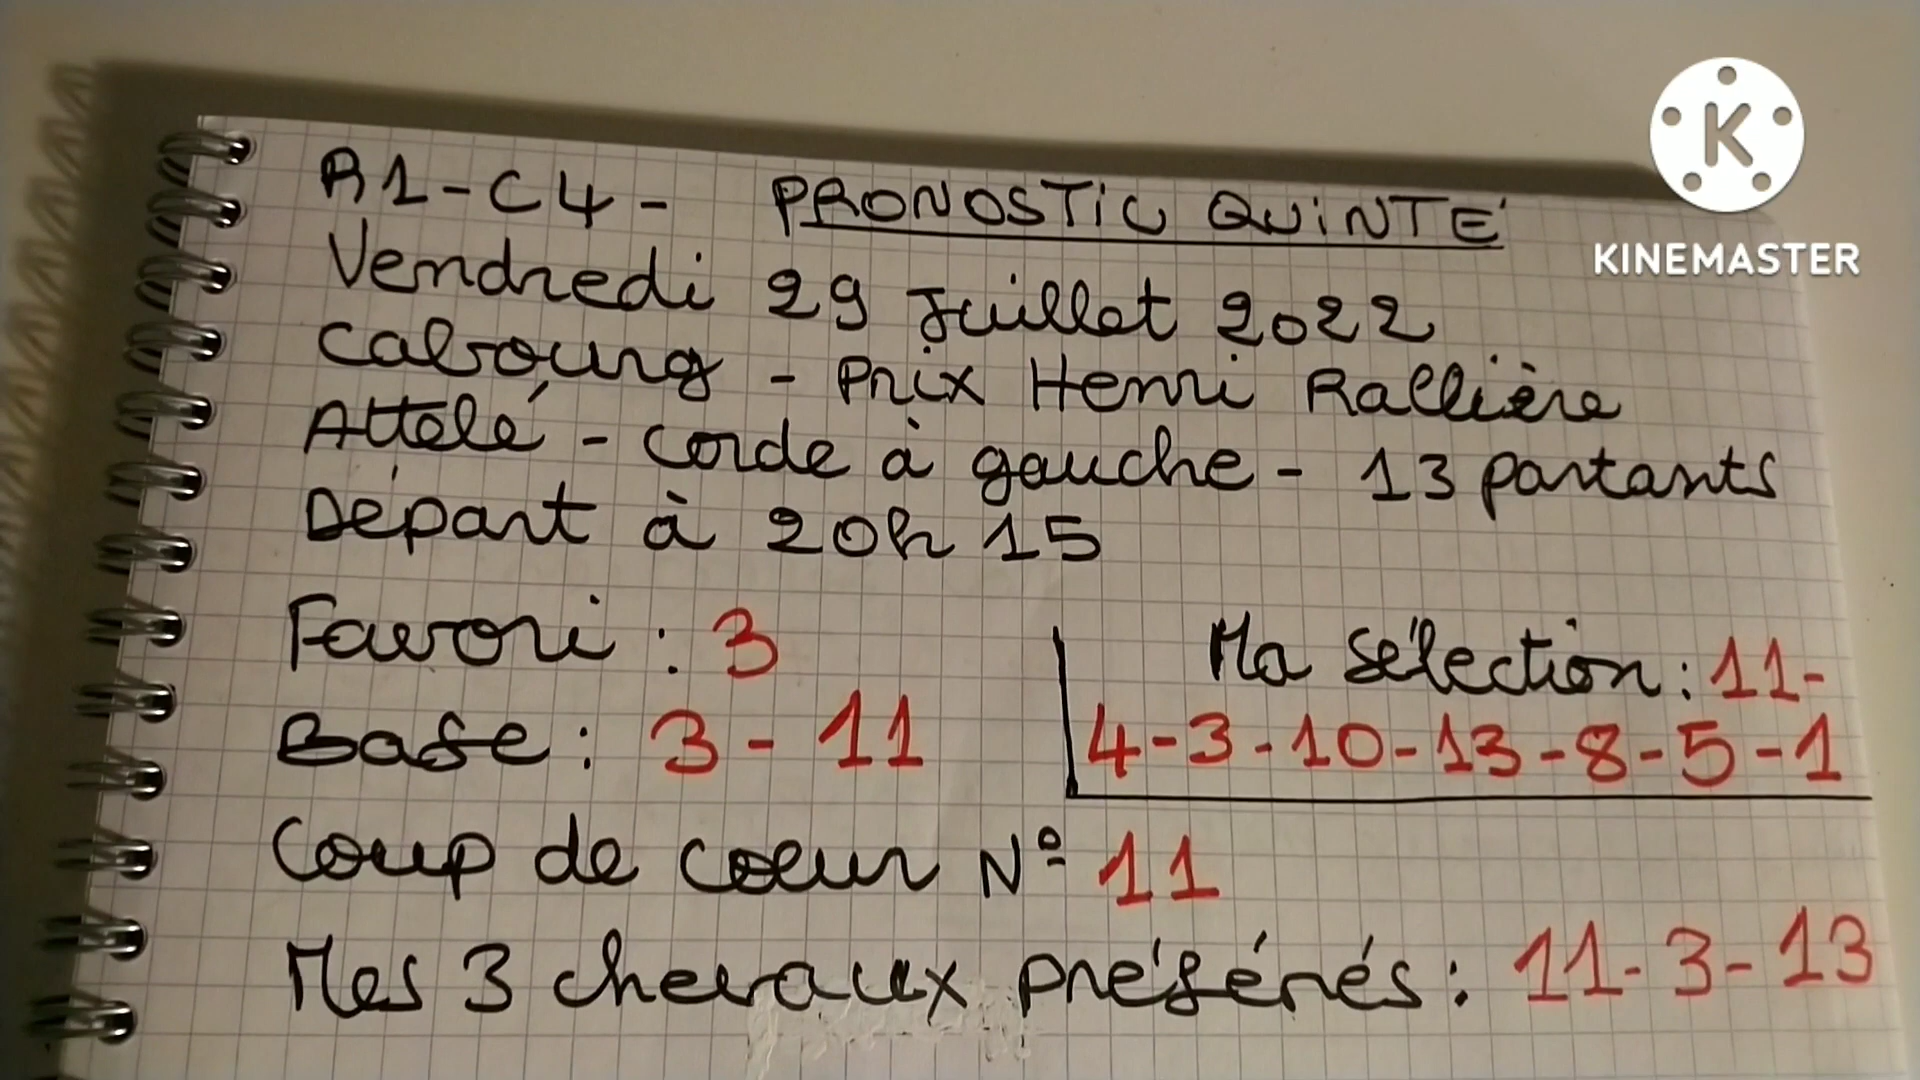 R1-C4- PRONOSTIC QUINTÉ
Vendredi 29 Juillet 2022
Cabourg - Prix Henri Rallière
Attelé - Corde à gauche - 13 partants
Départ à 20h15
Favori : 3
Base : 3 - 11
Ma sélection : 11-
4-3-10-13-8-5-1
Coup de coeur Nº 11
Mes 3 chevaux préférés : 11-3-13
K
KINEMASTER